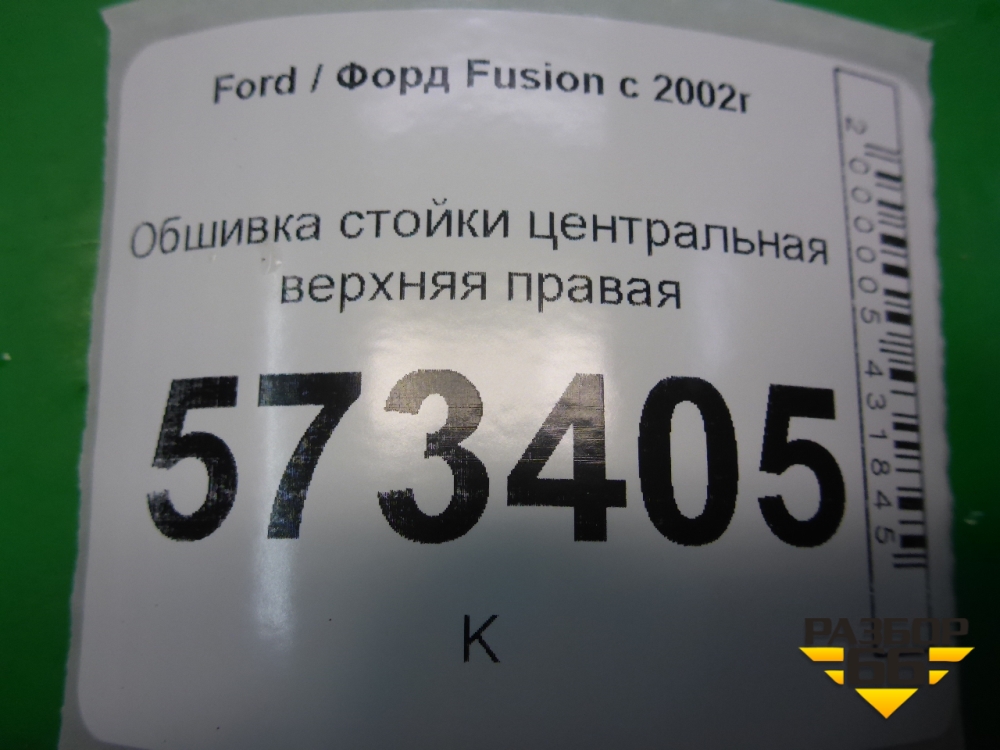 Ford / Форд Fusion с 2002г
Обшивка стойки центральная
верхняя правая
573405
К
2000005431845
РАЗБОР
66